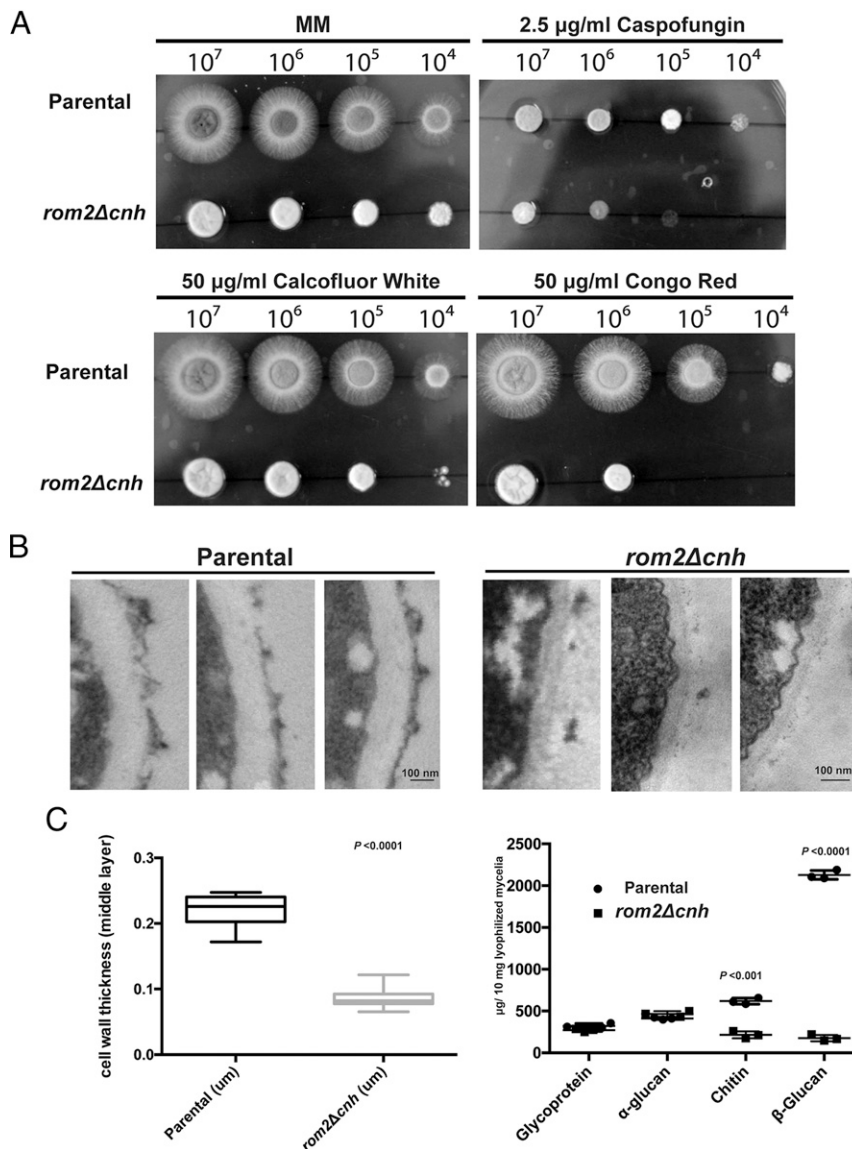 A
MM
2.5 µg/ml Caspofungin
10⁷ 10⁶ 10⁵ 10⁴
10⁷ 10⁶ 10⁵ 10⁴
Parental
rom2Δcnh
50 µg/ml Calcofluor White
50 µg/ml Congo Red
10⁷ 10⁶ 10⁵ 10⁴
10⁷ 10⁶ 10⁵ 10⁴
Parental
rom2Δcnh
B
Parental
rom2Δcnh
100 nm
100 nm
C
cell wall thickness (middle layer)
0.3
0.2
0.1
0.0
P <0.0001
Parental (um)
rom2Δcnh (um)
µg/ 10 mg lyophilized mycelia
2500
2000
1500
1000
500
0
Parental
rom2Δcnh
P <0.001
P <0.0001
Glycoprotein
α-glucan
Chitin
β-Glucan